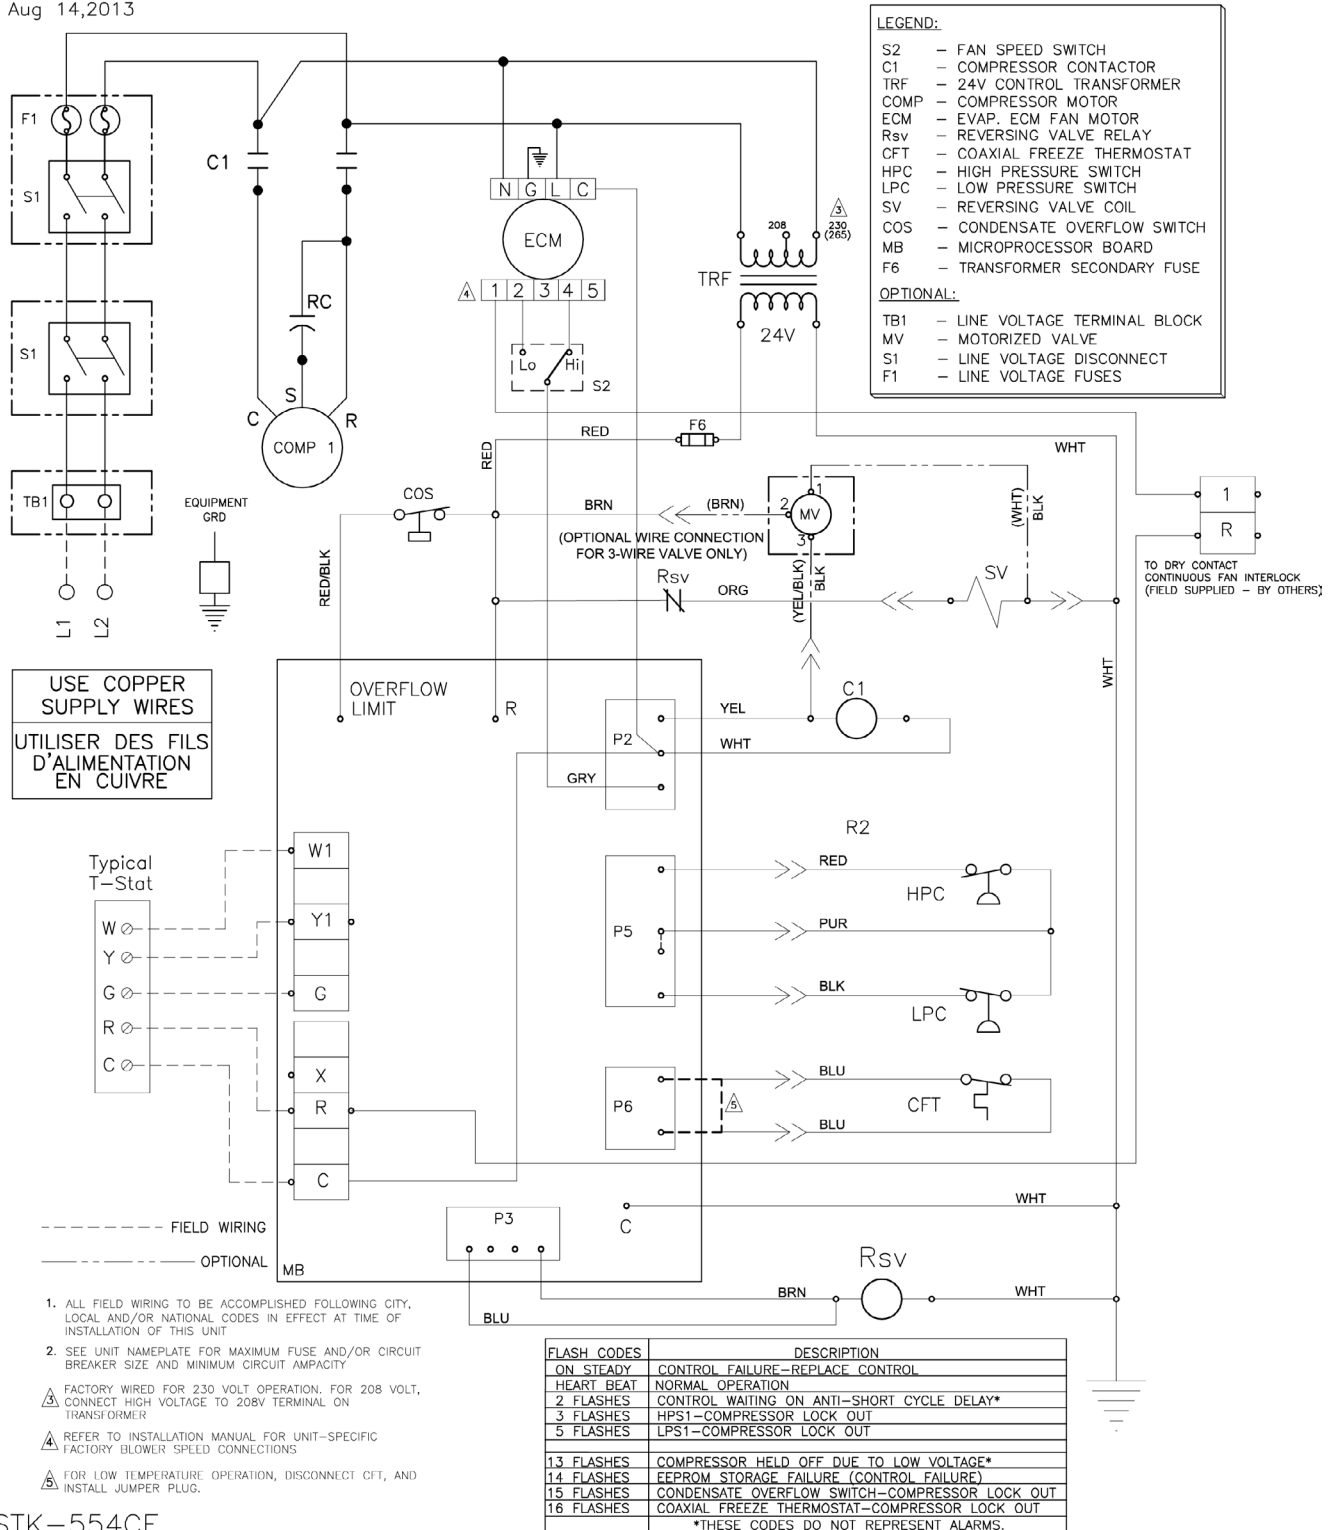 Aug 14,2013
LEGEND:
S2 – FAN SPEED SWITCH
C1 – COMPRESSOR CONTACTOR
TRF – 24V CONTROL TRANSFORMER
COMP – COMPRESSOR MOTOR
ECM – EVAP. ECM FAN MOTOR
Rsv – REVERSING VALVE RELAY
CFT – COAXIAL FREEZE THERMOSTAT
HPC – HIGH PRESSURE SWITCH
LPC – LOW PRESSURE SWITCH
SV – REVERSING VALVE COIL
COS – CONDENSATE OVERFLOW SWITCH
MB – MICROPROCESSOR BOARD
F6 – TRANSFORMER SECONDARY FUSE
OPTIONAL:
TB1 – LINE VOLTAGE TERMINAL BLOCK
MV – MOTORIZED VALVE
S1 – LINE VOLTAGE DISCONNECT
F1 – LINE VOLTAGE FUSES
F1
S1
S1
TB1
L1
L2
C1
RC
S
C
R
COMP 1
EQUIPMENT
GRD
N G L C
ECM
4
1 2 3 4 5
Lo
Hi
S2
3
208
230
(265)
TRF
24V
RED
F6
RED
WHT
COS
BRN
(BRN)
(OPTIONAL WIRE CONNECTION
FOR 3-WIRE VALVE ONLY)
1
2
MV
3
(WHT)
BLK
1
R
TO DRY CONTACT
CONTINUOUS FAN INTERLOCK
(FIELD SUPPLIED – BY OTHERS)
RED/BLK
Rsv
ORG
(YEL/BLK)
BLK
SV
WHT
USE COPPER
SUPPLY WIRES
UTILISER DES FILS
D'ALIMENTATION
EN CUIVRE
OVERFLOW
LIMIT
R
P2
YEL
C1
WHT
GRY
R2
Typical
T–Stat
W
Y
G
R
C
W1
Y1
G
X
R
C
P5
RED
HPC
PUR
BLK
LPC
P6
5
BLU
CFT
BLU
WHT
C
P3
MB
Rsv
BRN
WHT
BLU
FIELD WIRING
OPTIONAL
1. ALL FIELD WIRING TO BE ACCOMPLISHED FOLLOWING CITY,
LOCAL AND/OR NATIONAL CODES IN EFFECT AT TIME OF
INSTALLATION OF THIS UNIT
2. SEE UNIT NAMEPLATE FOR MAXIMUM FUSE AND/OR CIRCUIT
BREAKER SIZE AND MINIMUM CIRCUIT AMPACITY
3 FACTORY WIRED FOR 230 VOLT OPERATION. FOR 208 VOLT,
CONNECT HIGH VOLTAGE TO 208V TERMINAL ON
TRANSFORMER
4 REFER TO INSTALLATION MANUAL FOR UNIT–SPECIFIC
FACTORY BLOWER SPEED CONNECTIONS
5 FOR LOW TEMPERATURE OPERATION, DISCONNECT CFT, AND
INSTALL JUMPER PLUG.
FLASH CODES DESCRIPTION
ON STEADY CONTROL FAILURE–REPLACE CONTROL
HEART BEAT NORMAL OPERATION
2 FLASHES CONTROL WAITING ON ANTI–SHORT CYCLE DELAY*
3 FLASHES HPS1–COMPRESSOR LOCK OUT
5 FLASHES LPS1–COMPRESSOR LOCK OUT
13 FLASHES COMPRESSOR HELD OFF DUE TO LOW VOLTAGE*
14 FLASHES EEPROM STORAGE FAILURE (CONTROL FAILURE)
15 FLASHES CONDENSATE OVERFLOW SWITCH–COMPRESSOR LOCK OUT
16 FLASHES COAXIAL FREEZE THERMOSTAT–COMPRESSOR LOCK OUT
*THESE CODES DO NOT REPRESENT ALARMS.